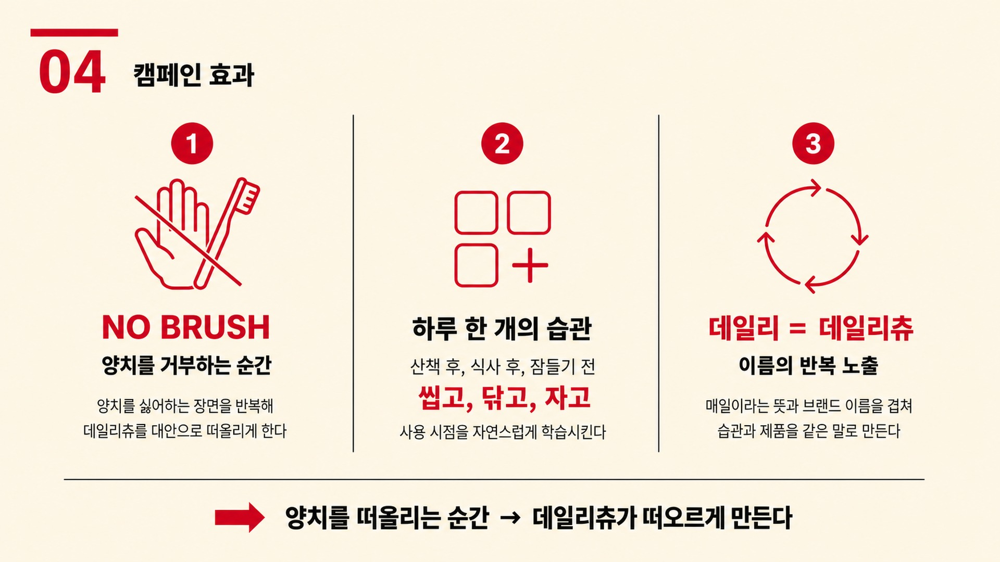 04 캠페인 효과
1
NO BRUSH
양치를 거부하는 순간
양치를 싫어하는 장면을 반복해
데일리츄를 대안으로 떠올리게 한다
2
하루 한 개의 습관
산책 후, 식사 후, 잠들기 전
씹고, 닦고, 자고
사용 시점을 자연스럽게 학습시킨다
3
데일리 = 데일리츄
이름의 반복 노출
매일이라는 뜻과 브랜드 이름을 겹쳐
습관과 제품을 같은 말로 만든다
양치를 떠올리는 순간 → 데일리츄가 떠오르게 만든다